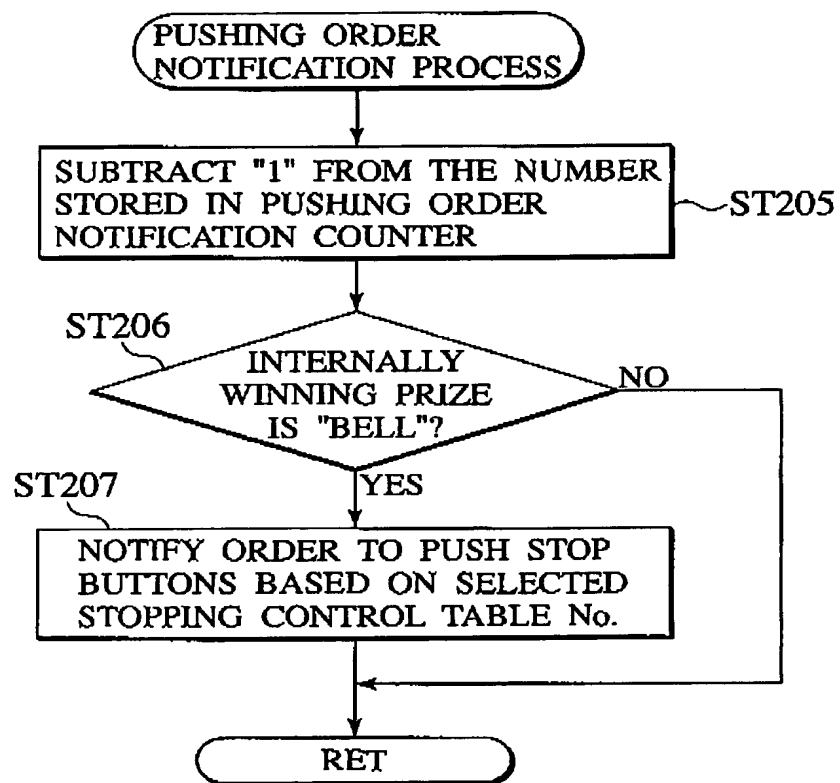 PUSHING ORDER
NOTIFICATION PROCESS
SUBTRACT "1" FROM THE NUMBER
STORED IN PUSHING ORDER
NOTIFICATION COUNTER
ST205
ST206
INTERNALLY
WINNING PRIZE
IS "BELL"?
NO
YES
ST207
NOTIFY ORDER TO PUSH STOP
BUTTONS BASED ON SELECTED
STOPPING CONTROL TABLE No.
RET